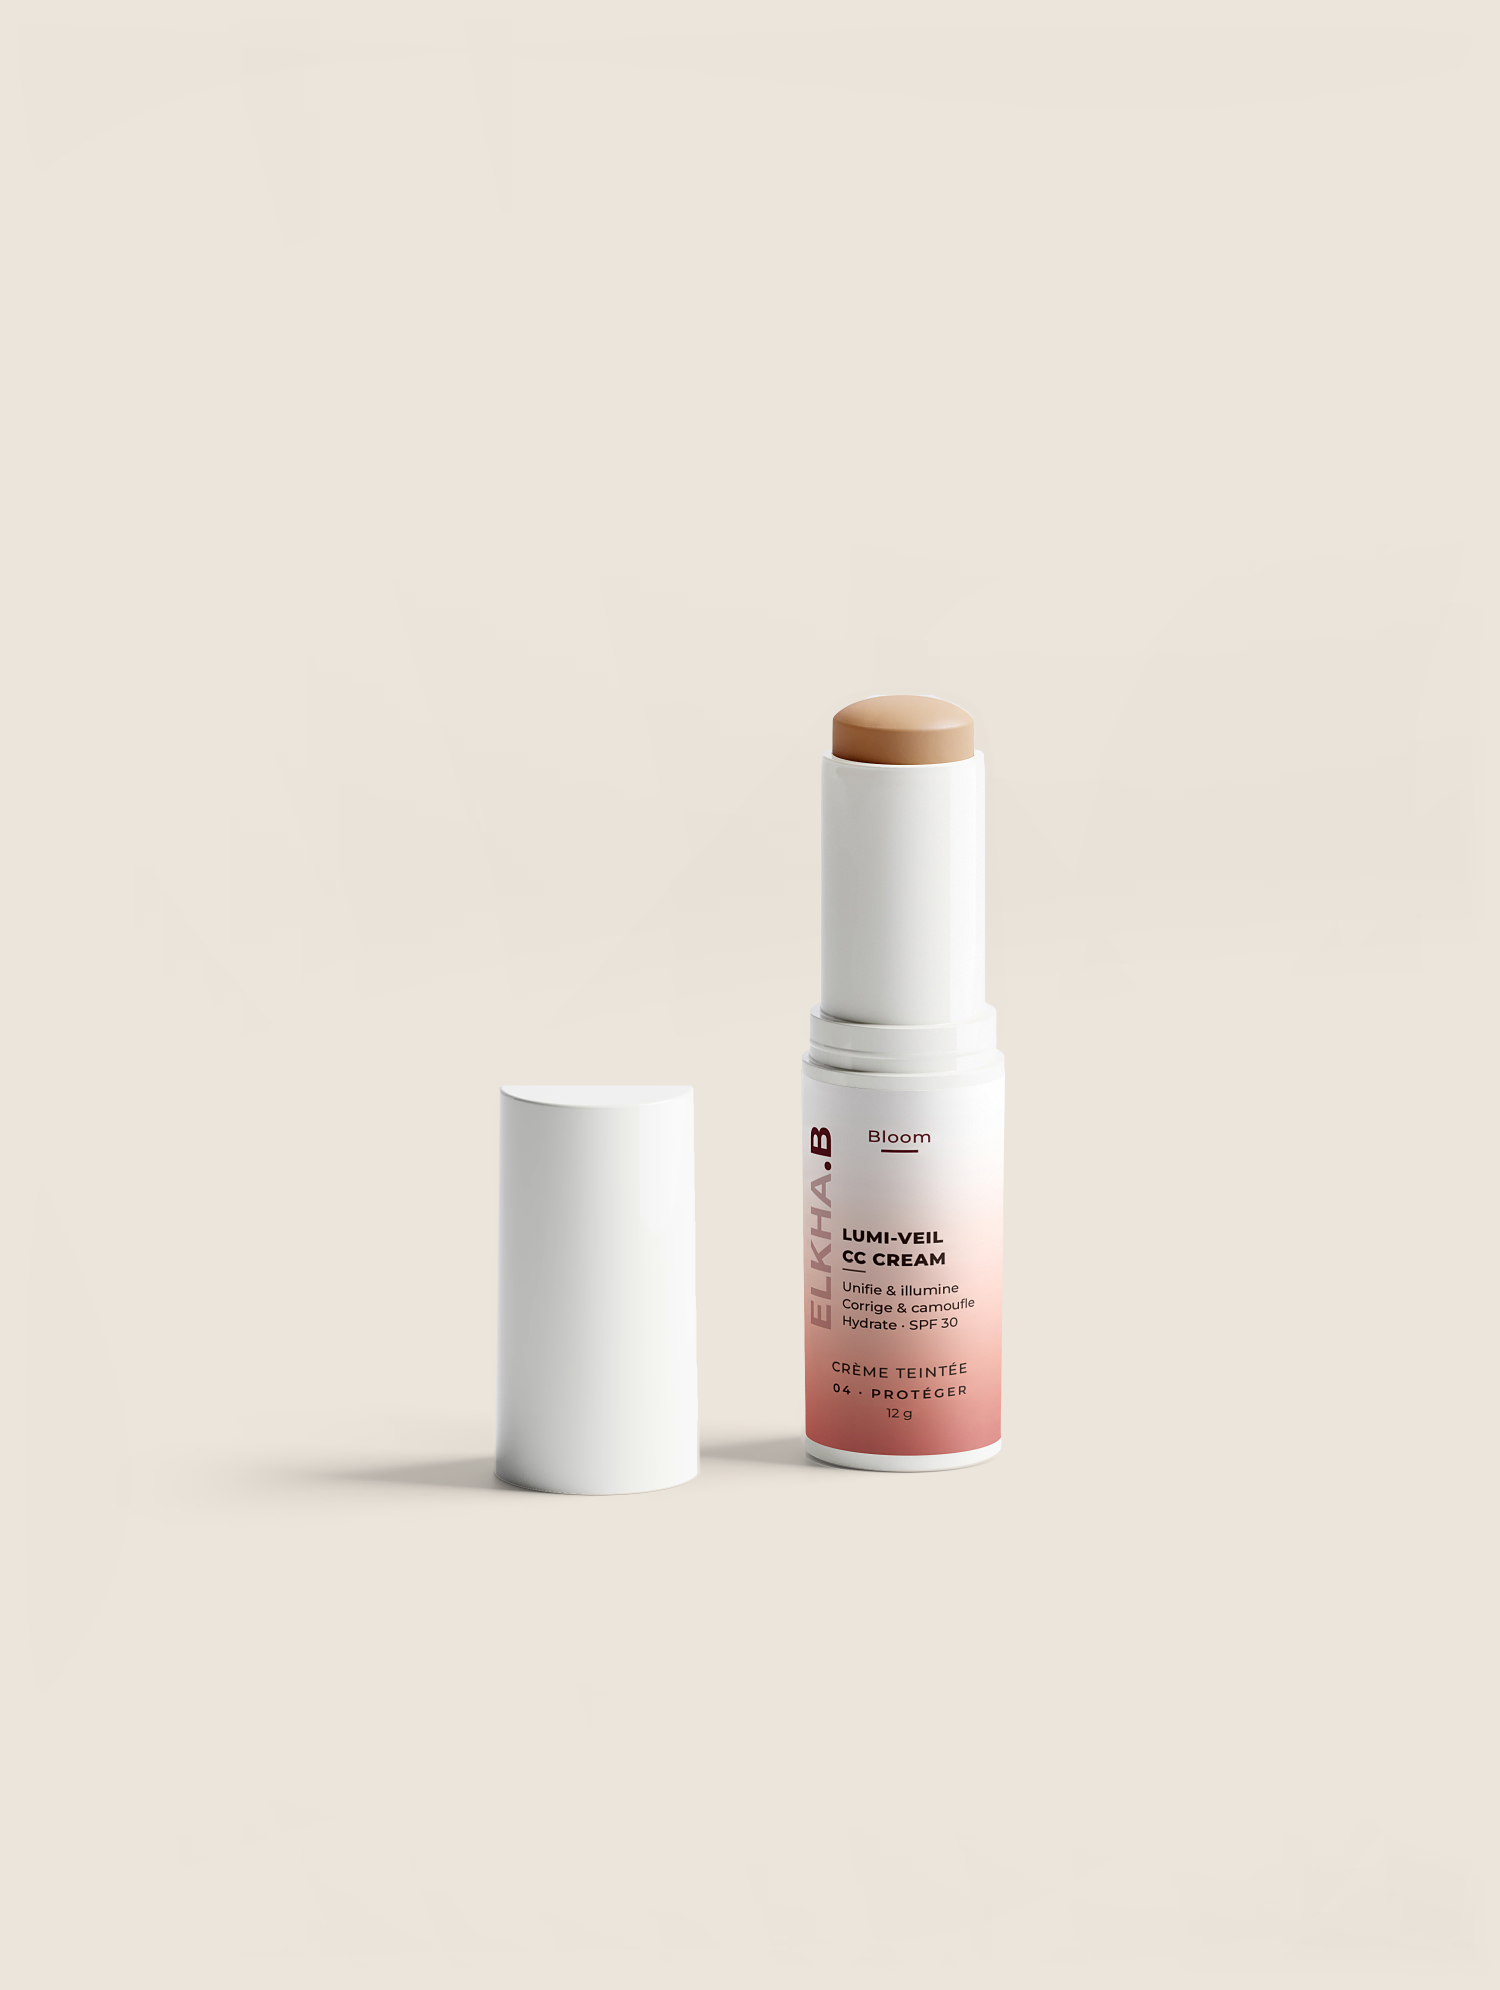 Bloom
ELKHA.B
LUMI-VEIL
CC CREAM
Unifie & illumine
Corrige & camoufle
Hydrate · SPF 30
CRÈME TEINTÉE
04 · PROTÉGER
12 g